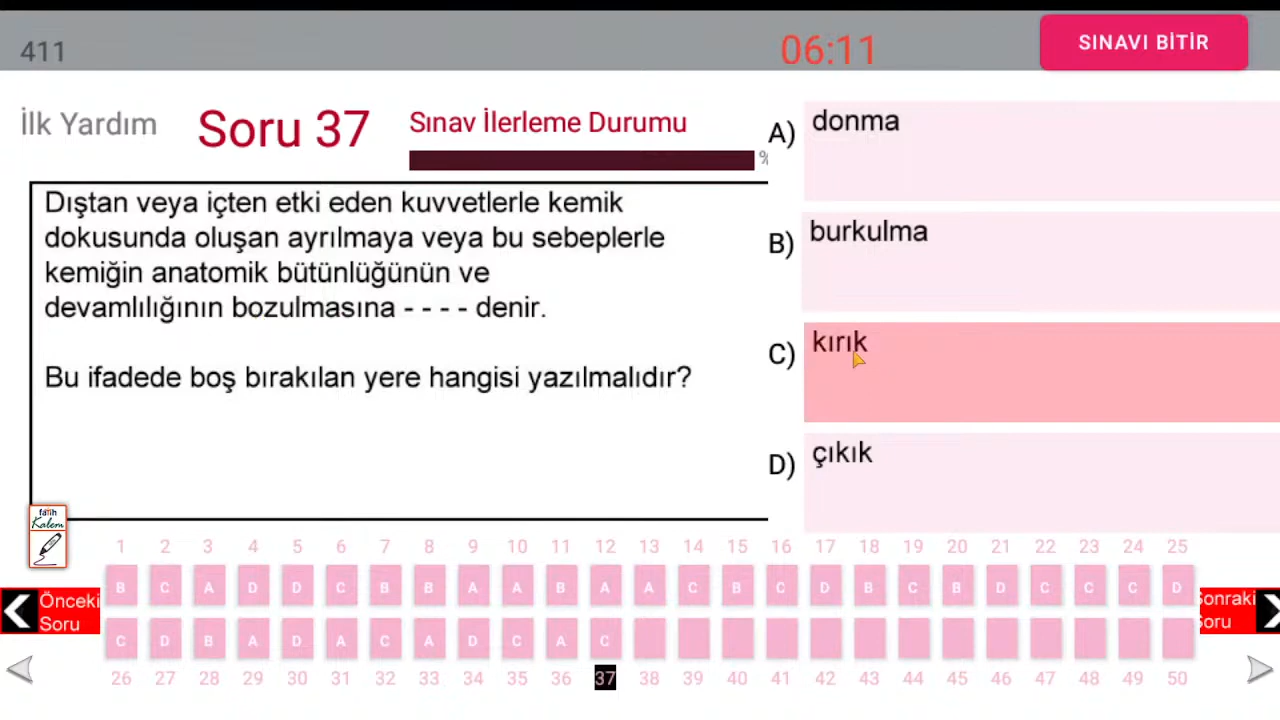 411
06:11
SINAVI BİTİR
İlk Yardım
Soru 37
Sınav İlerleme Durumu
%
Dıştan veya içten etki eden kuvvetlerle kemik
dokusunda oluşan ayrılmaya veya bu sebeplerle
kemiğin anatomik bütünlüğünün ve
devamlılığının bozulmasına - - - - denir.
Bu ifadede boş bırakılan yere hangisi yazılmalıdır?
A) donma
B) burkulma
C) kırık
D) çıkık
fatih
Kalem
1 2 3 4 5 6 7 8 9 10 11 12 13 14 15 16 17 18 19 20 21 22 23 24 25
B C A D D C B B A A B A A C B C D B C B D C C C D
Önceki
Soru
Sonraki
Soru
C D B A D A C A D C A C
26 27 28 29 30 31 32 33 34 35 36 37 38 39 40 41 42 43 44 45 46 47 48 49 50